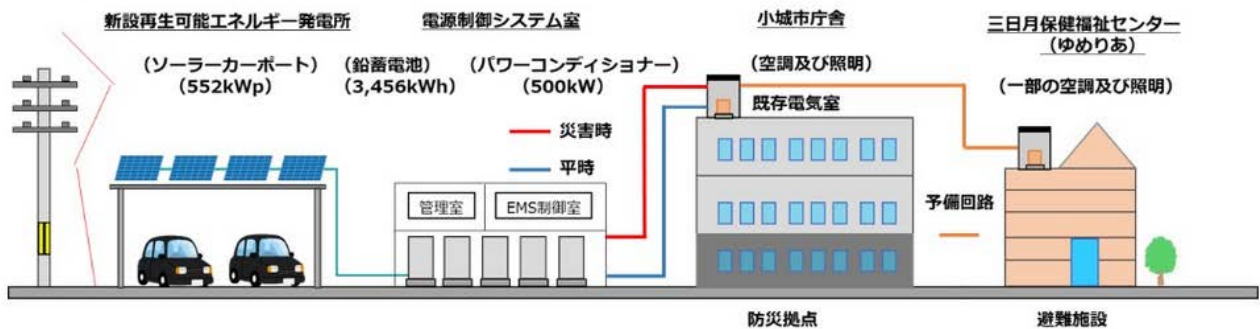 新設再生可能エネルギー発電所
電源制御システム室
小城市庁舎
三日月保健福祉センター
(ゆめりあ)
(ソーラーカーポート)
(552kWp)
(鉛蓄電池)
(3,456kWh)
(パワーコンディショナー)
(500kW)
(空調及び照明)
(一部の空調及び照明)
既存電気室
災害時
平時
管理室
EMS制御室
予備回路
防災拠点
避難施設